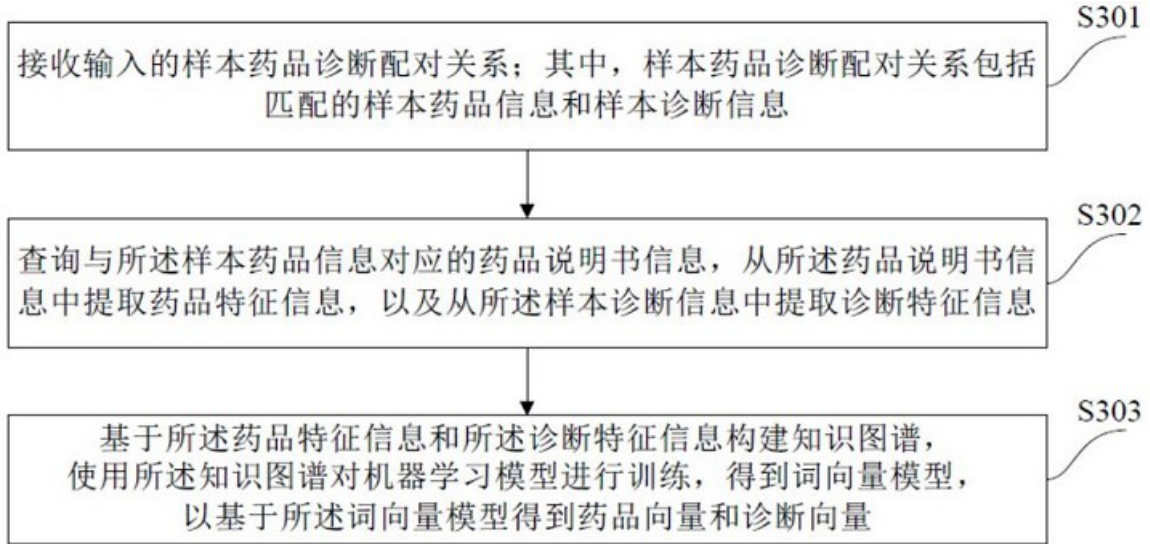 S301
接收输入的样本药品诊断配对关系；其中，样本药品诊断配对关系包括
匹配的样本药品信息和样本诊断信息
S302
查询与所述样本药品信息对应的药品说明书信息，从所述药品说明书信
息中提取药品特征信息，以及从所述样本诊断信息中提取诊断特征信息
S303
基于所述药品特征信息和所述诊断特征信息构建知识图谱，
使用所述知识图谱对机器学习模型进行训练，得到词向量模型，
以基于所述词向量模型得到药品向量和诊断向量